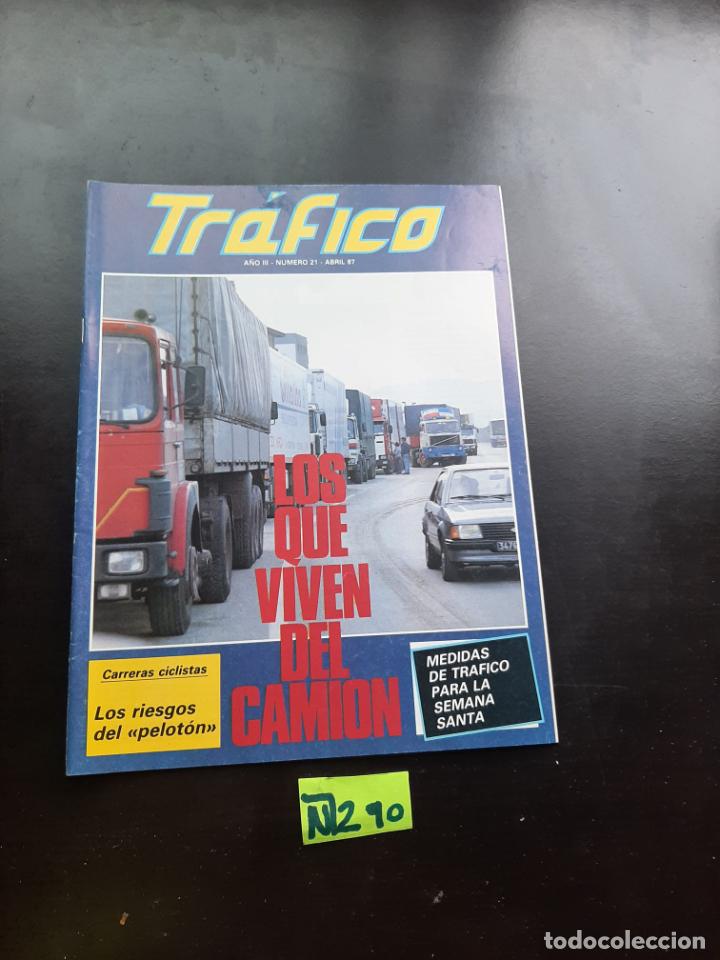 Tráfico
AÑO III - NUMERO 21 - ABRIL 87
LOS
QUE
VIVEN
DEL
CAMION
Carreras ciclistas
Los riesgos
del «pelotón»
MEDIDAS
DE TRAFICO
PARA LA
SEMANA
SANTA
N1290
todocoleccion